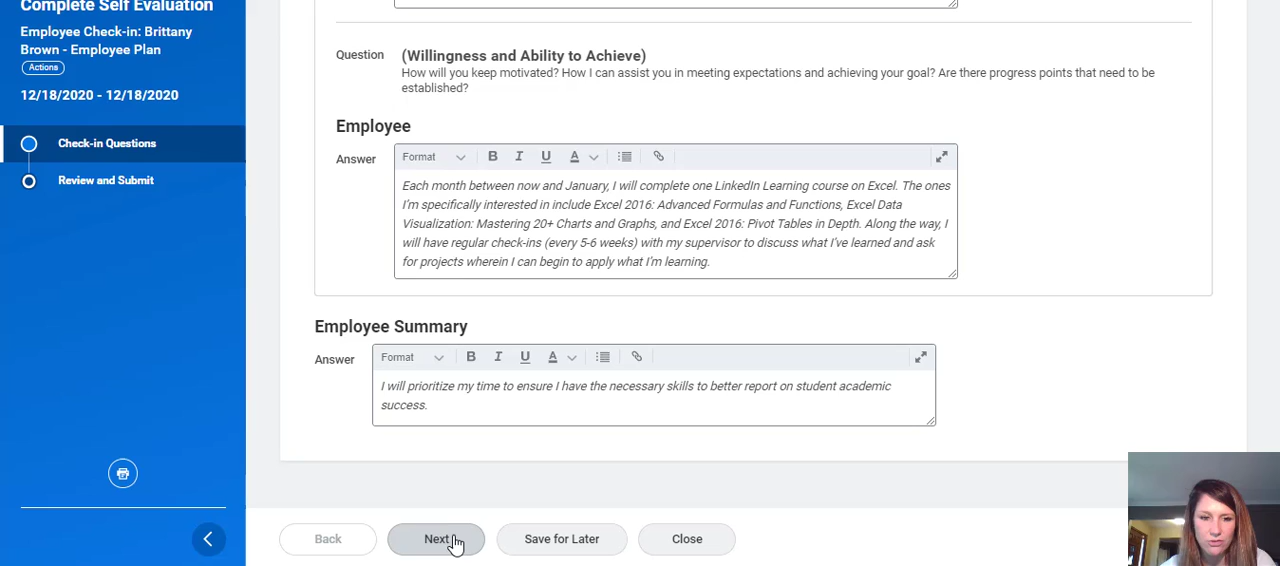 Complete Self Evaluation
Employee Check-in: Brittany
Brown - Employee Plan
Actions
12/18/2020 - 12/18/2020
Check-in Questions
Review and Submit
Question
(Willingness and Ability to Achieve)
How will you keep motivated? How I can assist you in meeting expectations and achieving your goal? Are there progress points that need to be
established?
Employee
Answer
Format B I U A
Each month between now and January, I will complete one LinkedIn Learning course on Excel. The ones
I'm specifically interested in include Excel 2016: Advanced Formulas and Functions, Excel Data
Visualization: Mastering 20+ Charts and Graphs, and Excel 2016: Pivot Tables in Depth. Along the way, I
will have regular check-ins (every 5-6 weeks) with my supervisor to discuss what I've learned and ask
for projects wherein I can begin to apply what I'm learning.
Employee Summary
Answer
Format B I U A
I will prioritize my time to ensure I have the necessary skills to better report on student academic
success.
Back Next Save for Later Close